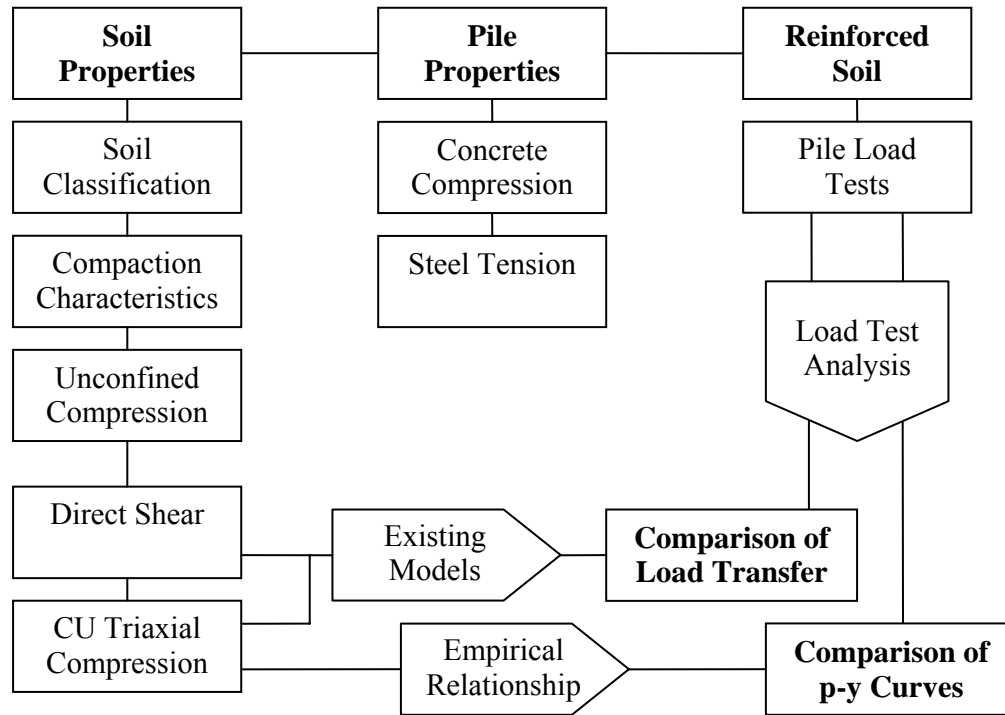 Soil
Properties
Pile
Properties
Reinforced
Soil
Soil
Classification
Concrete
Compression
Pile Load
Tests
Compaction
Characteristics
Steel Tension
Load Test
Analysis
Unconfined
Compression
Direct Shear
Existing
Models
Comparison of
Load Transfer
CU Triaxial
Compression
Empirical
Relationship
Comparison of
p-y Curves